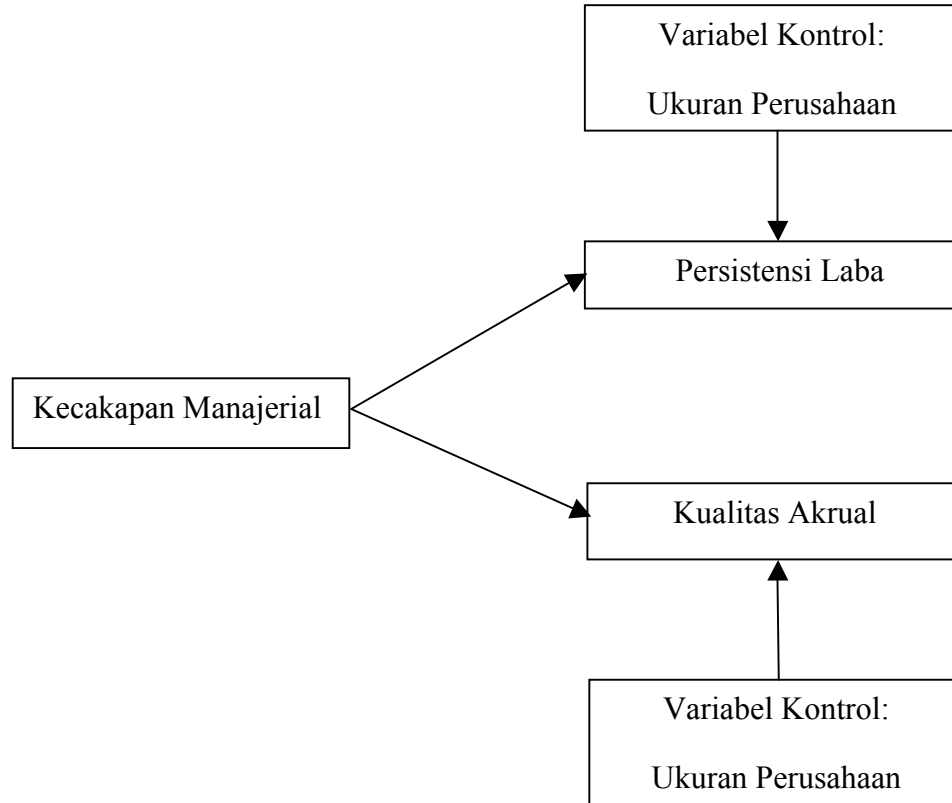 Variabel Kontrol:
Ukuran Perusahaan
Persistensi Laba
Kecakapan Manajerial
Kualitas Akrual
Variabel Kontrol:
Ukuran Perusahaan